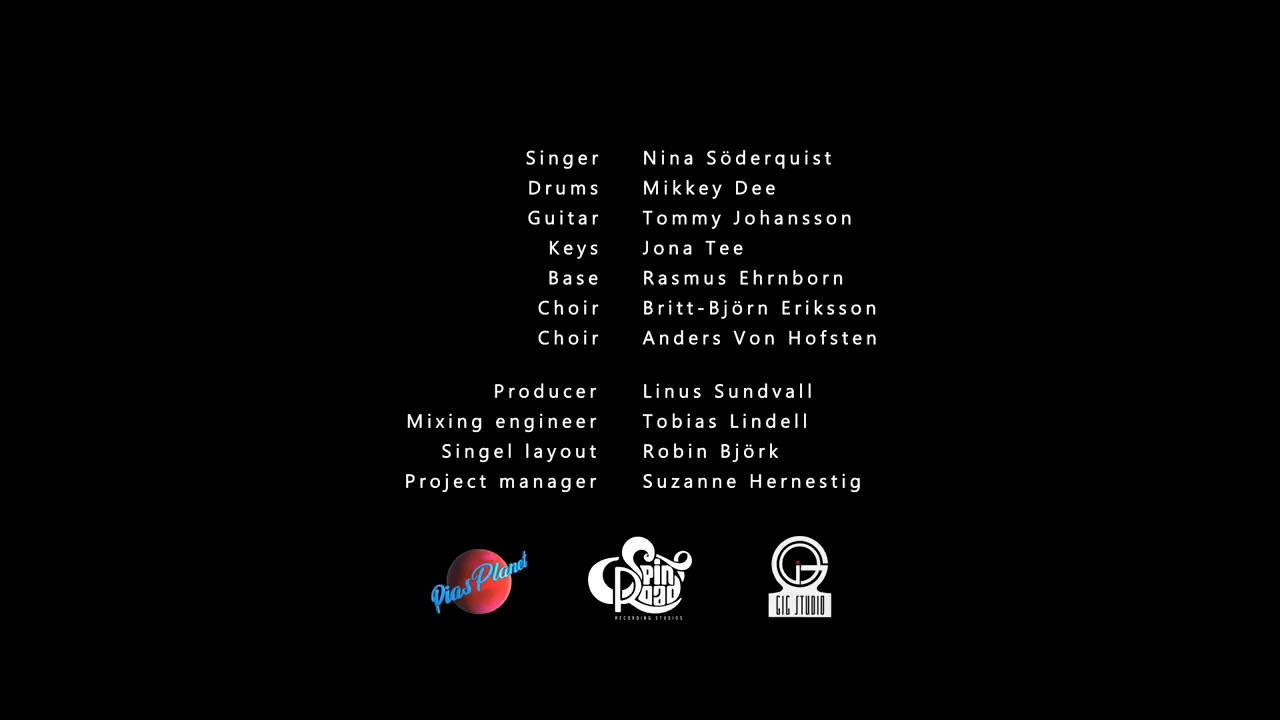 Singer Nina Söderquist
Drums Mikkey Dee
Guitar Tommy Johansson
Keys Jona Tee
Base Rasmus Ehrnborn
Choir Britt-Björn Eriksson
Choir Anders Von Hofsten
Producer Linus Sundvall
Mixing engineer Tobias Lindell
Singel layout Robin Björk
Project manager Suzanne Hernestig
Pias Planet
Spin Road
RECORDING STUDIOS
GIG STUDIO